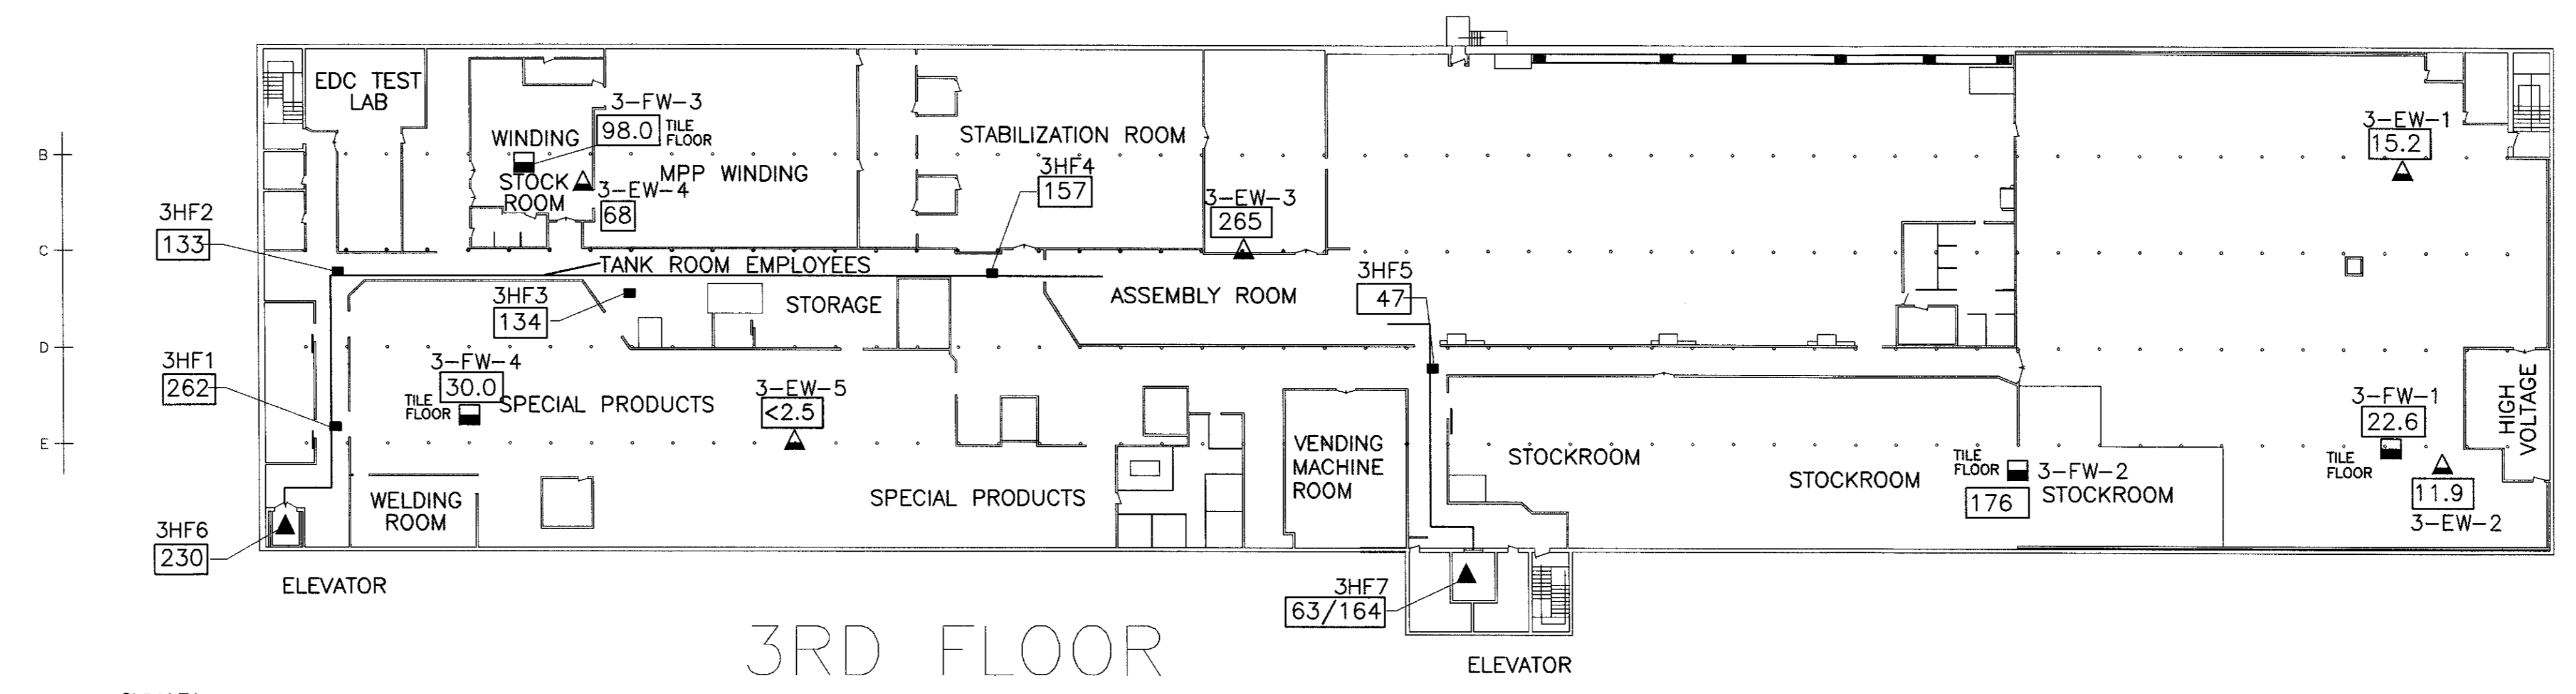 EDC TEST
LAB
3-FW-3
98.0
TILE
FLOOR
WINDING
STOCK
ROOM
MPP WINDING
3-EW-4
68
STABILIZATION ROOM
3HF4
157
3-EW-3
265
3-EW-1
15.2
B
C
D
E
3HF2
133
TANK ROOM EMPLOYEES
3HF3
134
STORAGE
ASSEMBLY ROOM
3HF5
47
3HF1
262
3-FW-4
30.0
TILE
FLOOR
SPECIAL PRODUCTS
3-EW-5
<2.5
3-FW-1
22.6
TILE
FLOOR
HIGH
VOLTAGE
VENDING
MACHINE
ROOM
STOCKROOM
STOCKROOM
TILE
FLOOR
3-FW-2
176
STOCKROOM
11.9
3-EW-2
WELDING
ROOM
SPECIAL PRODUCTS
3HF6
230
ELEVATOR
3HF7
63/164
ELEVATOR
3RD FLOOR